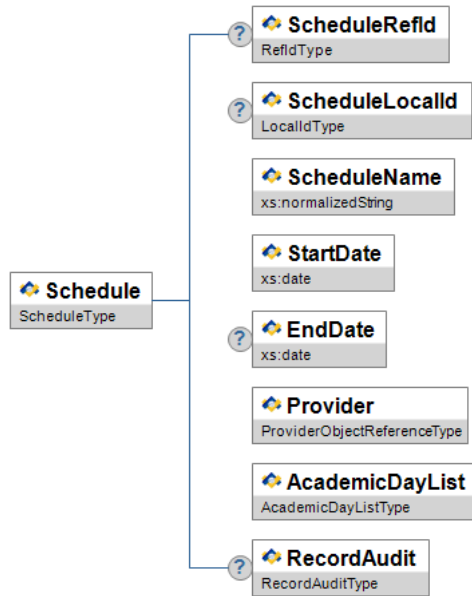 ?
ScheduleRefId
RefIdType
?
ScheduleLocalId
LocalIdType
ScheduleName
xs:normalizedString
StartDate
xs:date
Schedule
ScheduleType
?
EndDate
xs:date
Provider
ProviderObjectReferenceType
AcademicDayList
AcademicDayListType
?
RecordAudit
RecordAuditType